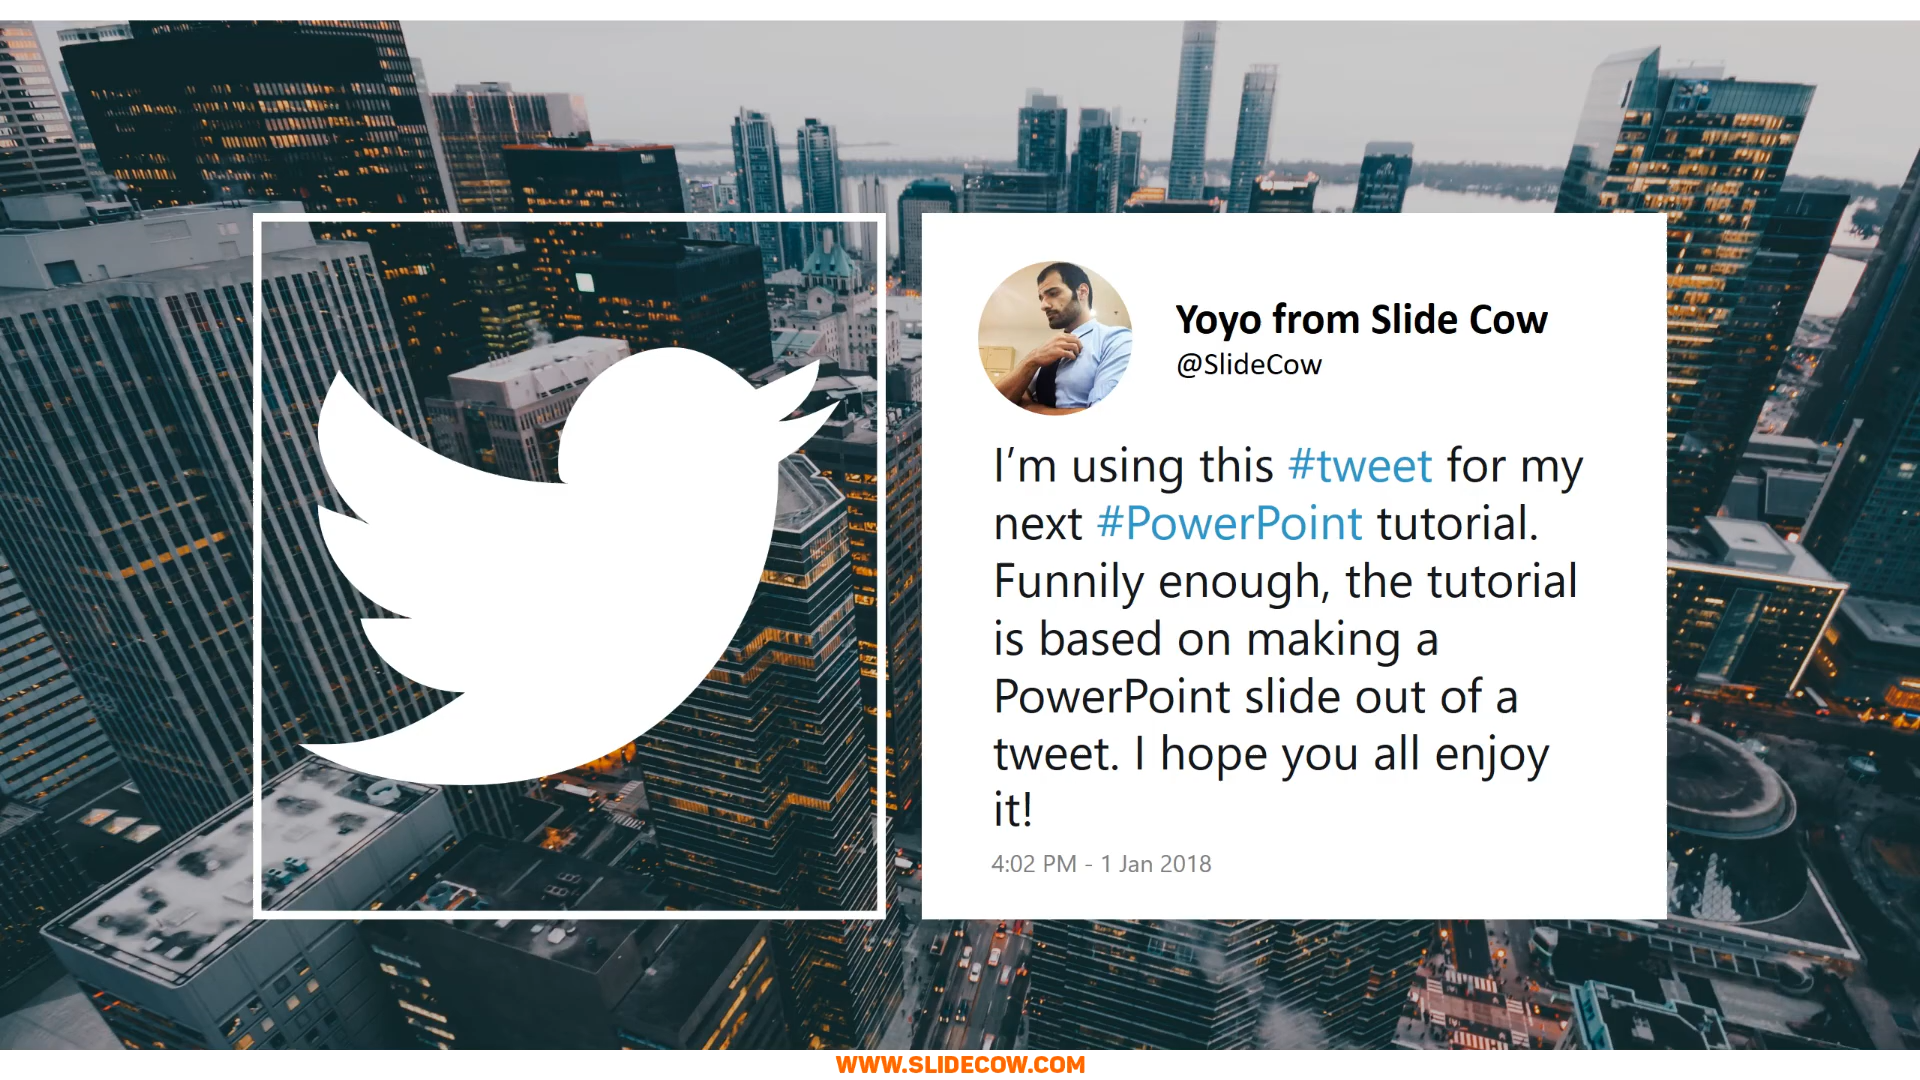 Yoyo from Slide Cow
@SlideCow
I’m using this #tweet for my
next #PowerPoint tutorial.
Funnily enough, the tutorial
is based on making a
PowerPoint slide out of a
tweet. I hope you all enjoy
it!
4:02 PM - 1 Jan 2018
WWW.SLIDECOW.COM